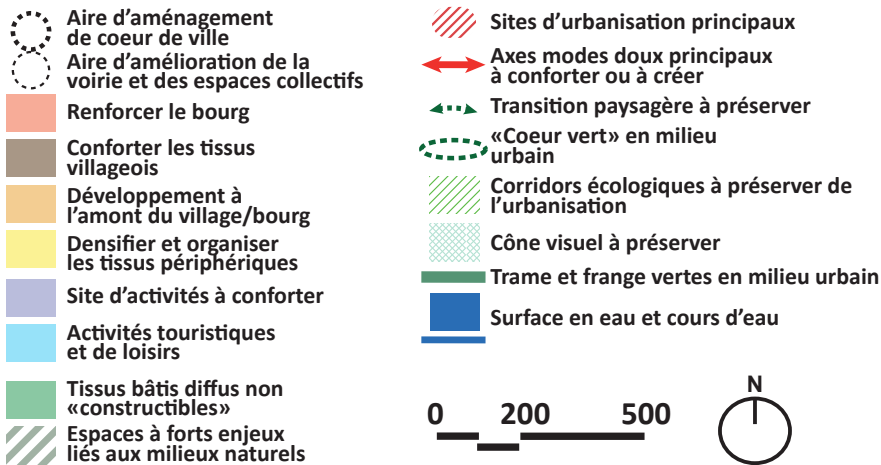 Aire d'aménagement
de coeur de ville
Aire d'amélioration de la
voirie et des espaces collectifs
Renforcer le bourg
Conforter les tissus
villageois
Développement à
l'amont du village/bourg
Densifier et organiser
les tissus périphériques
Site d'activités à conforter
Activités touristiques
et de loisirs
Tissus bâtis diffus non
«constructibles»
Espaces à forts enjeux
liés aux milieux naturels
Sites d'urbanisation principaux
Axes modes doux principaux
à conforter ou à créer
Transition paysagère à préserver
«Coeur vert» en milieu
urbain
Corridors écologiques à préserver de
l'urbanisation
Cône visuel à préserver
Trame et frange vertes en milieu urbain
Surface en eau et cours d'eau
0 200 500
N